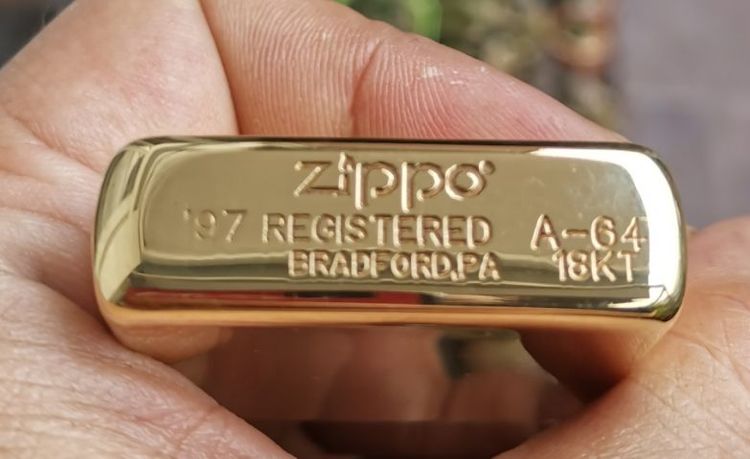 zippo
'97 REGISTERED A-64
BRADFORD,PA 18KT